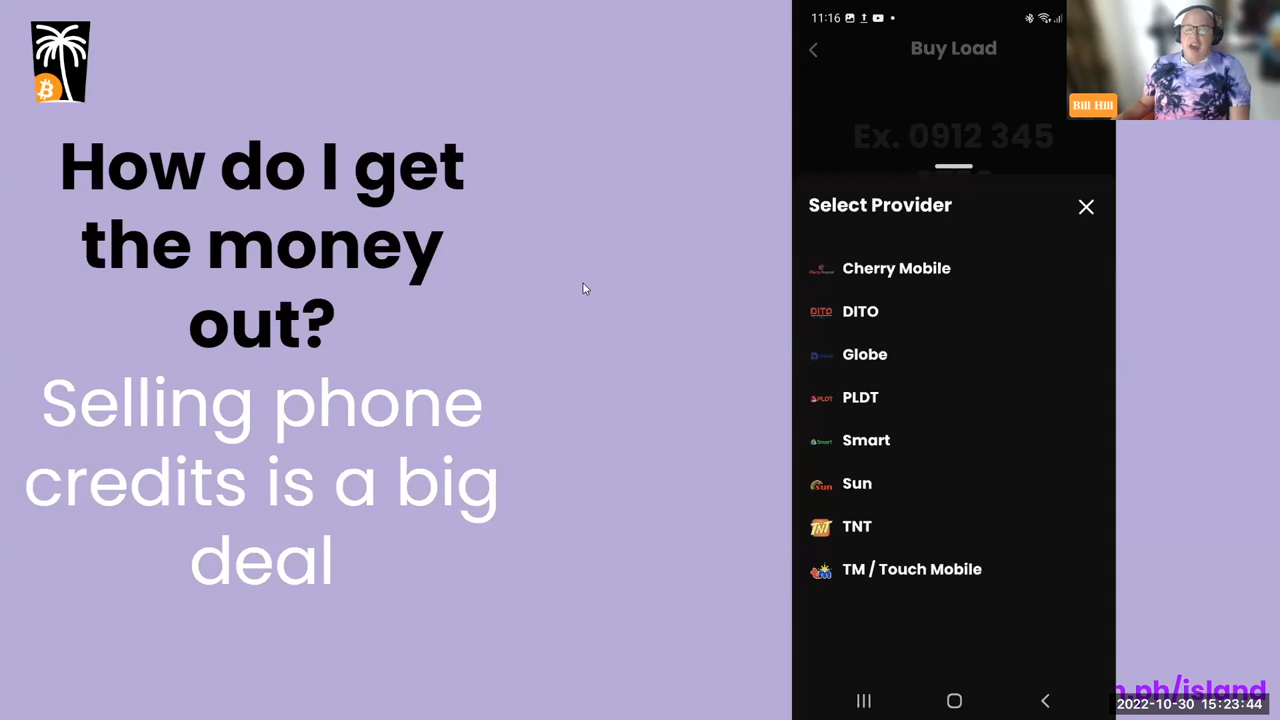 How do I get
the money
out?
Selling phone
credits is a big
deal
11:16
Buy Load
Ex. 0912 345
Select Provider
Cherry Mobile
DITO
Globe
PLDT
Smart
Sun
TNT
TM / Touch Mobile
Bill Hill
n.ph/island
2022-10-30 15:23:44